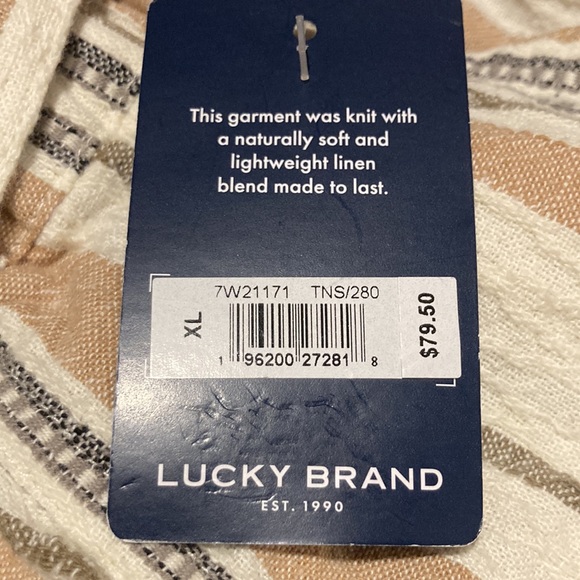 This garment was knit with
a naturally soft and
lightweight linen
blend made to last.
7W21171 TNS/280
XL
$79.50
1 96200 27281 8
LUCKY BRAND
EST. 1990